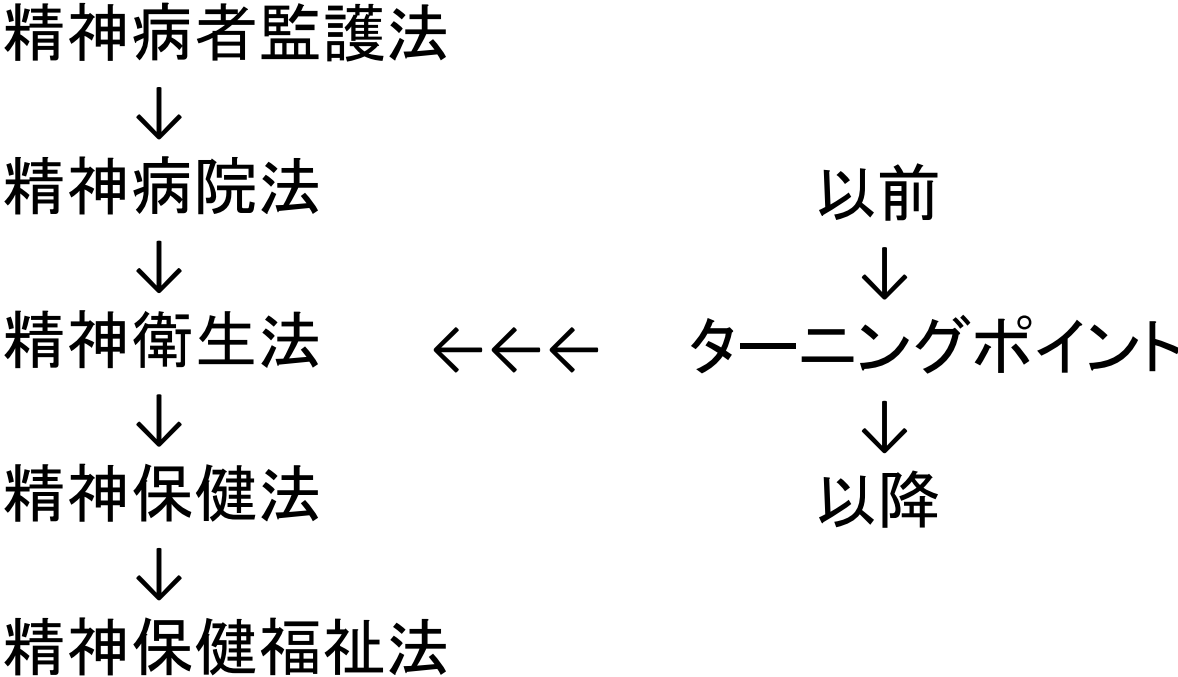 精神病者監護法
↓
精神病院法
以前
↓
↓
精神衛生法 ←←← ターニングポイント
↓
↓
精神保健法
以降
↓
精神保健福祉法